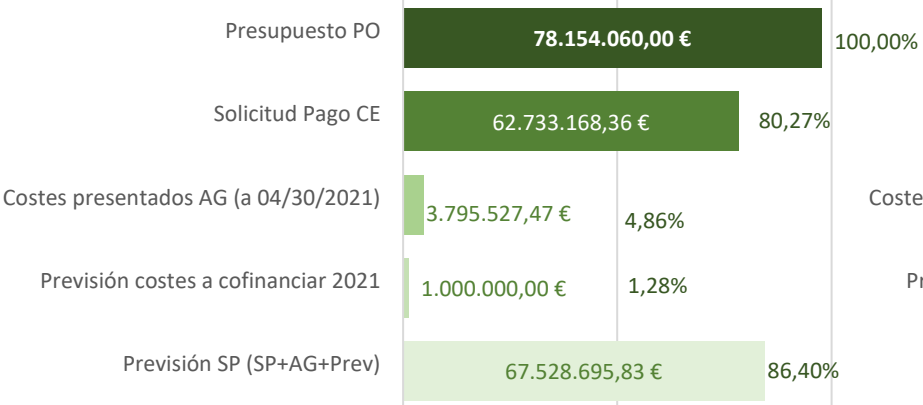 Presupuesto PO 78.154.060,00 € 100,00%
Solicitud Pago CE 62.733.168,36 € 80,27%
Costes presentados AG (a 04/30/2021) 3.795.527,47 € 4,86%
Coste
Previsión costes a cofinanciar 2021 1.000.000,00 € 1,28%
Pr
Previsión SP (SP+AG+Prev) 67.528.695,83 € 86,40%